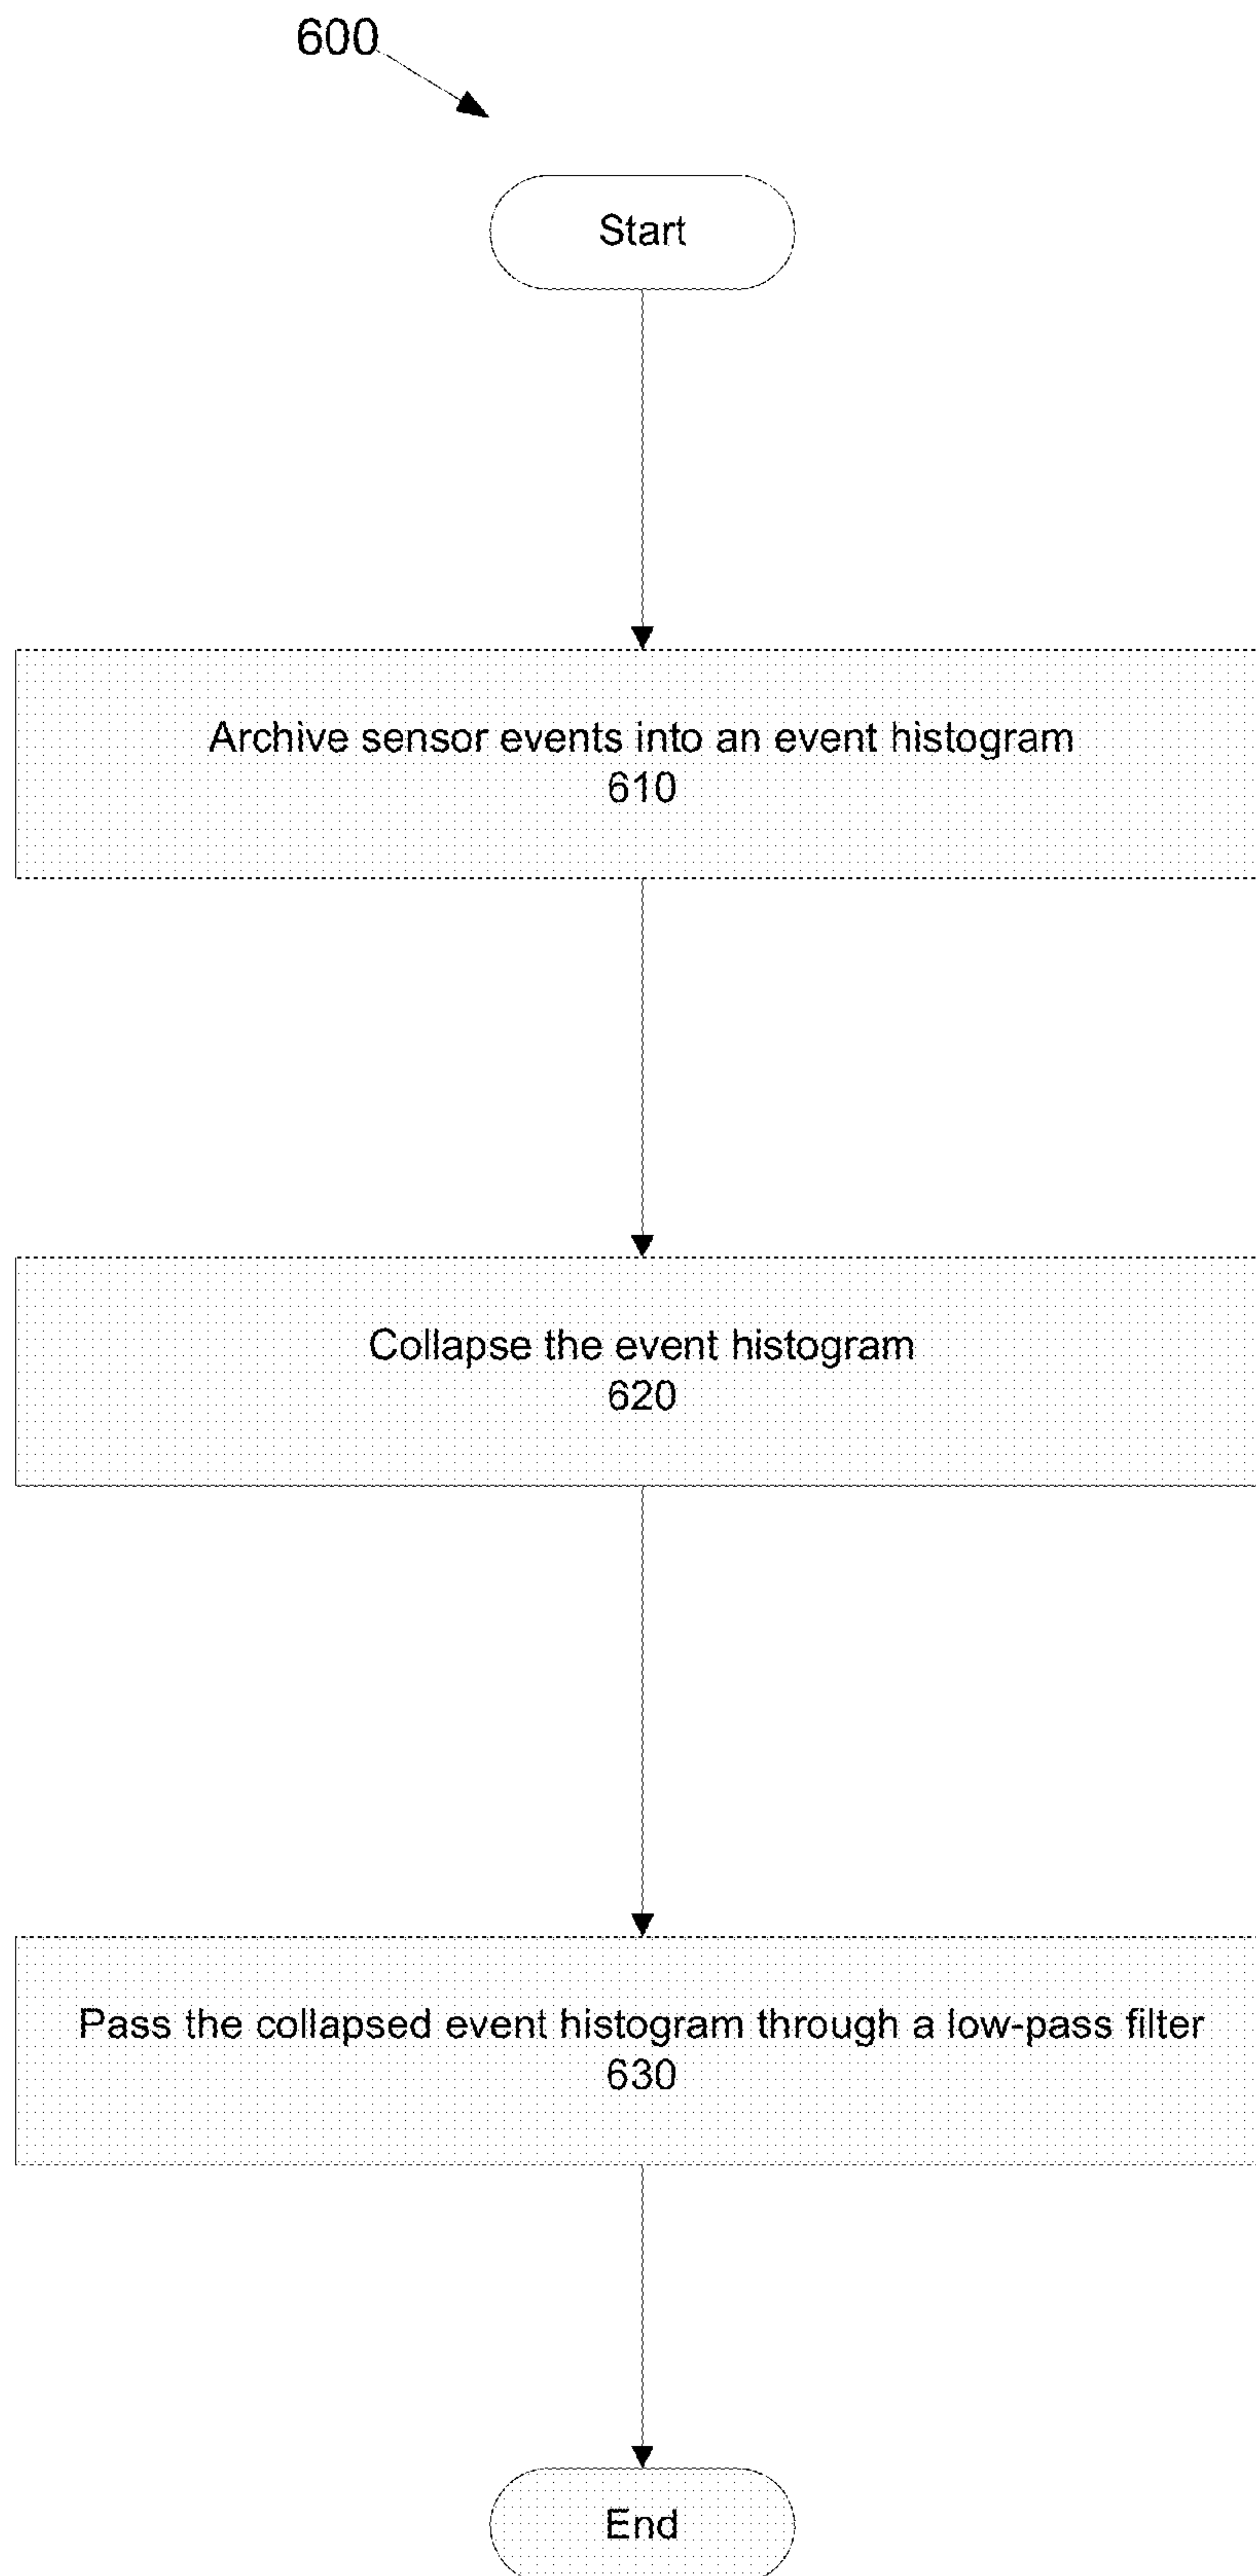 600
Start
Archive sensor events into an event histogram
610
Collapse the event histogram
620
Pass the collapsed event histogram through a low-pass filter
630
End